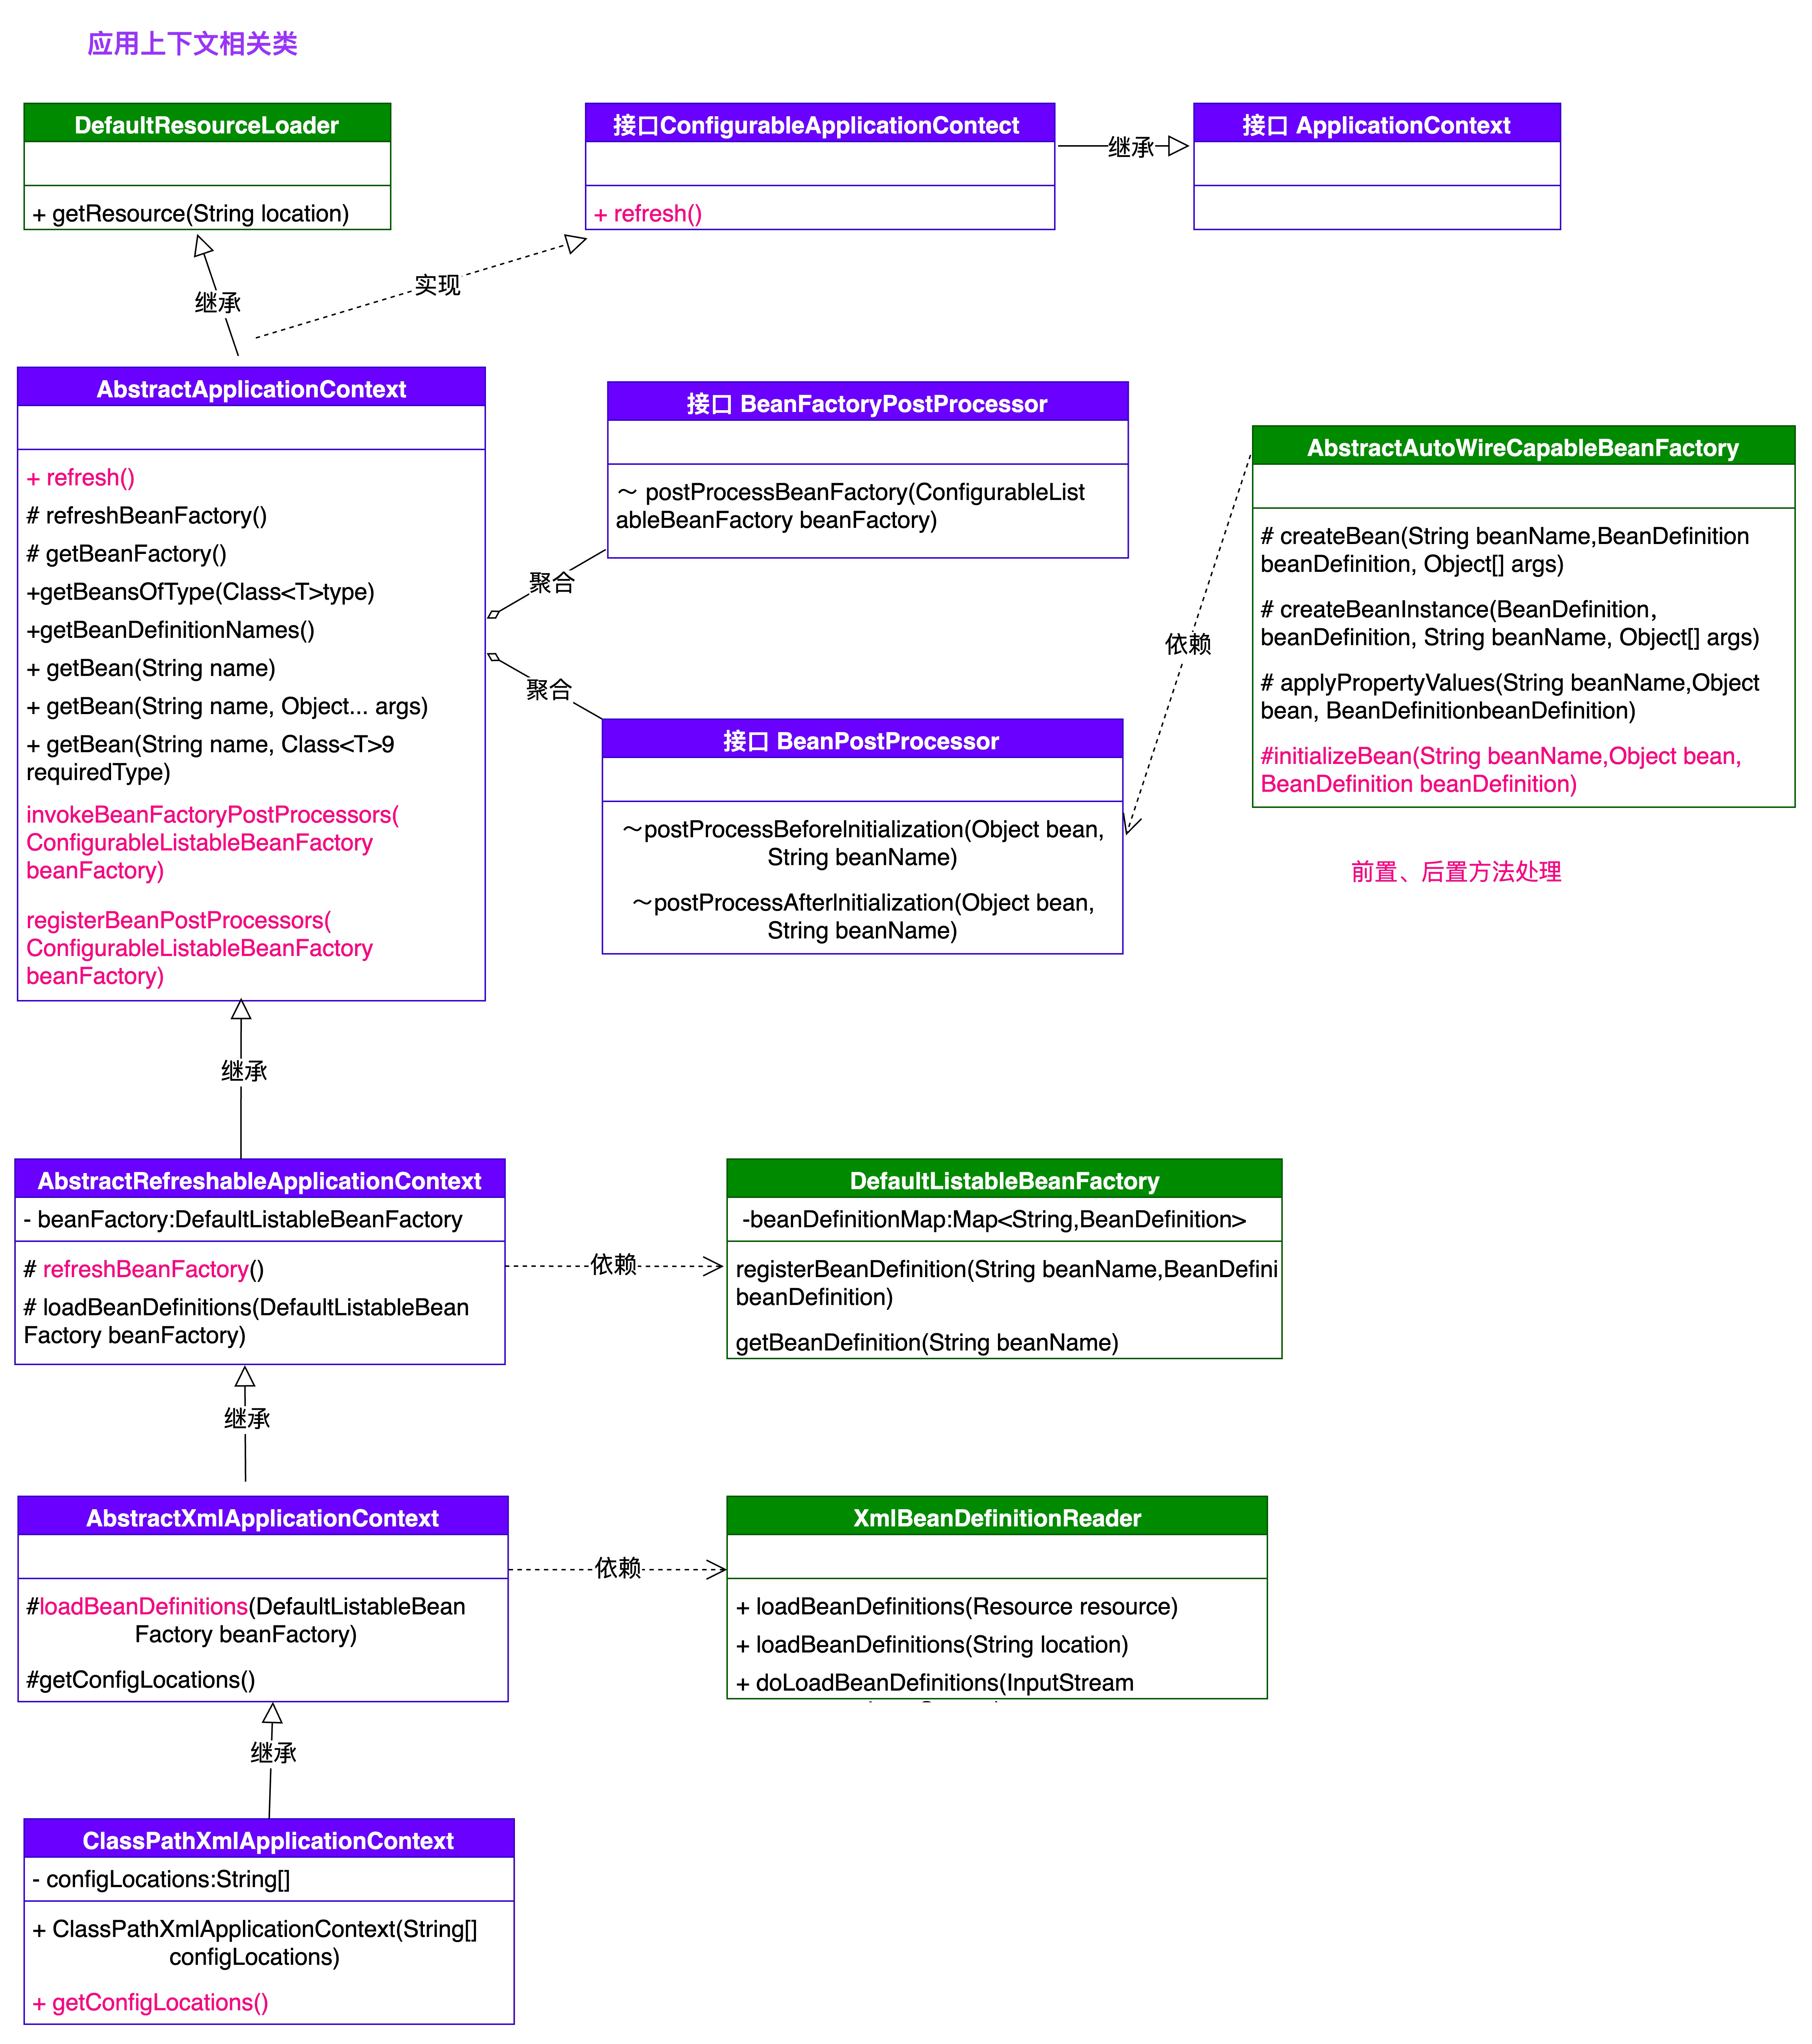 应用上下文相关类
DefaultResourceLoader
+ getResource(String location)
接口ConfigurableApplicationContect
+ refresh()
继承
接口 ApplicationContext
继承
实现
AbstractApplicationContext
+ refresh()
# refreshBeanFactory()
# getBeanFactory()
+getBeansOfType(Class<T>type)
+getBeanDefinitionNames()
+ getBean(String name)
+ getBean(String name, Object... args)
+ getBean(String name, Class<T>9
requiredType)
invokeBeanFactoryPostProcessors(
ConfigurableListableBeanFactory
beanFactory)
registerBeanPostProcessors(
ConfigurableListableBeanFactory
beanFactory)
聚合
聚合
接口 BeanFactoryPostProcessor
～ postProcessBeanFactory(ConfigurableList
ableBeanFactory beanFactory)
接口 BeanPostProcessor
～postProcessBeforeInitialization(Object bean,
String beanName)
～postProcessAfterInitialization(Object bean,
String beanName)
依赖
AbstractAutoWireCapableBeanFactory
# createBean(String beanName,BeanDefinition
beanDefinition, Object[] args)
# createBeanInstance(BeanDefinition,
beanDefinition, String beanName, Object[] args)
# applyPropertyValues(String beanName,Object
bean, BeanDefinitionbeanDefinition)
#initializeBean(String beanName,Object bean,
BeanDefinition beanDefinition)
前置、后置方法处理
继承
AbstractRefreshableApplicationContext
- beanFactory:DefaultListableBeanFactory
# refreshBeanFactory()
# loadBeanDefinitions(DefaultListableBean
Factory beanFactory)
依赖
DefaultListableBeanFactory
-beanDefinitionMap:Map<String,BeanDefinition>
registerBeanDefinition(String beanName,BeanDefini
beanDefinition)
getBeanDefinition(String beanName)
继承
AbstractXmlApplicationContext
#loadBeanDefinitions(DefaultListableBean
Factory beanFactory)
#getConfigLocations()
依赖
XmlBeanDefinitionReader
+ loadBeanDefinitions(Resource resource)
+ loadBeanDefinitions(String location)
+ doLoadBeanDefinitions(InputStream
继承
ClassPathXmlApplicationContext
- configLocations:String[]
+ ClassPathXmlApplicationContext(String[]
configLocations)
+ getConfigLocations()